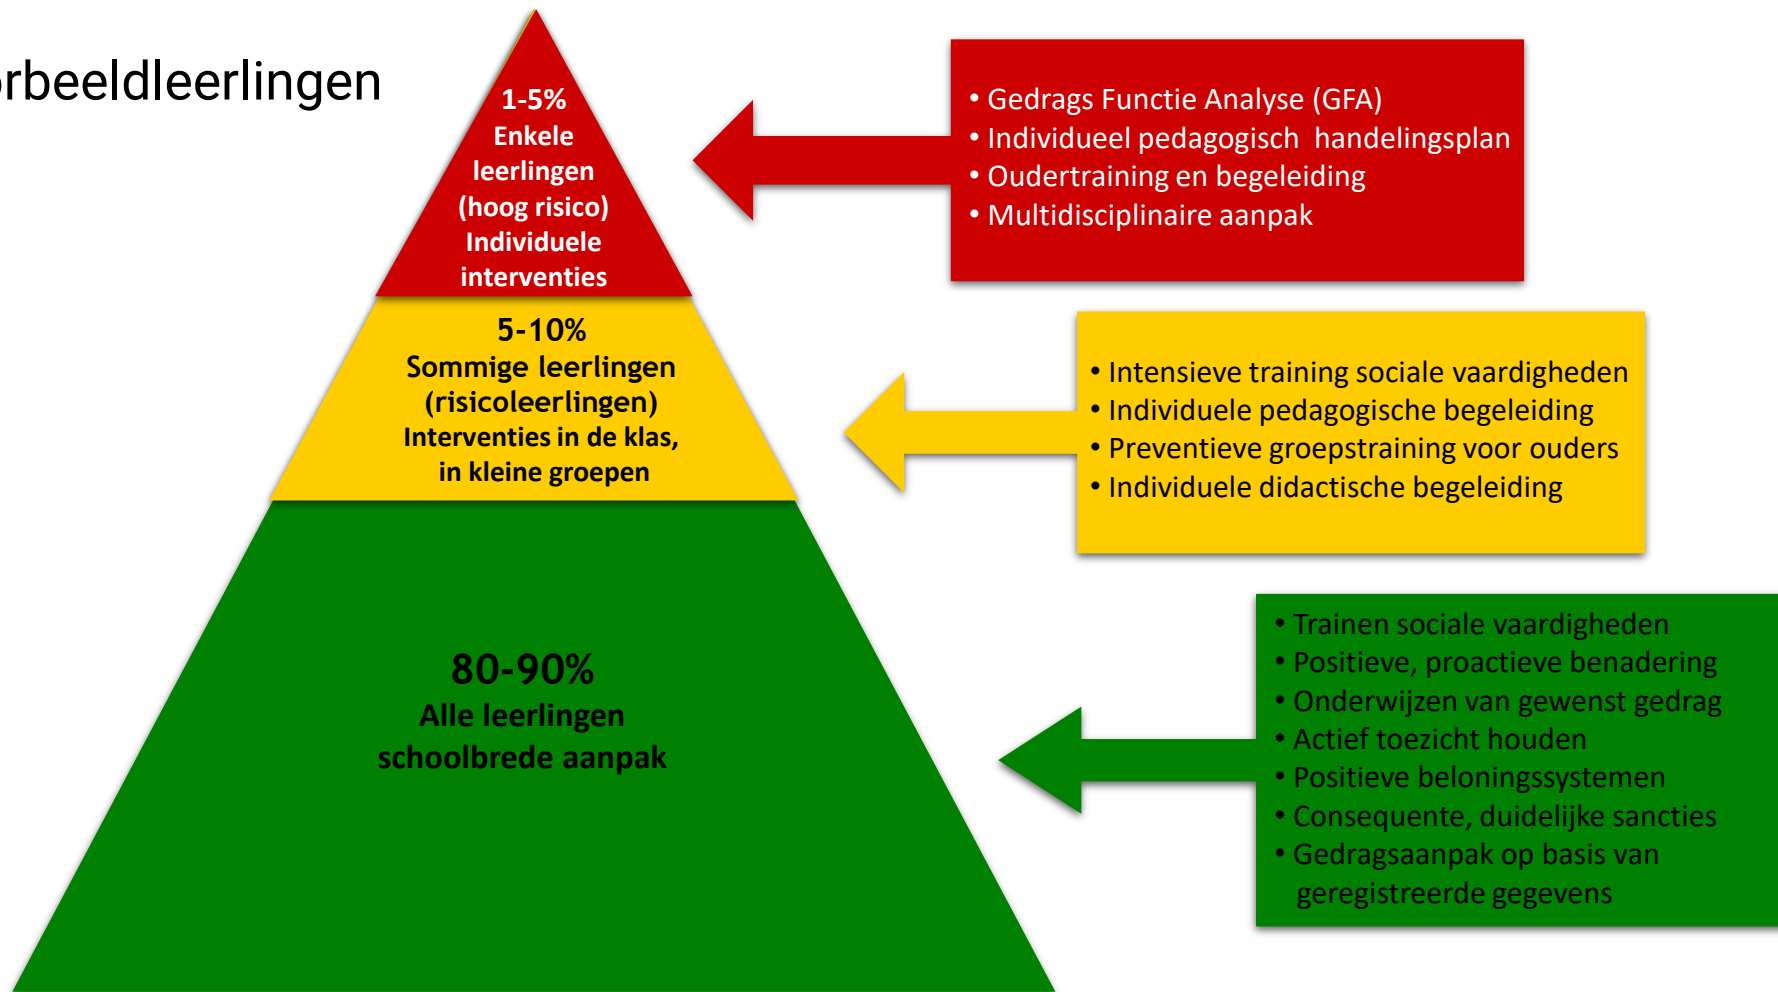 orbeeldleerlingen
1-5%
Enkele
leerlingen
(hoog risico)
Individuele
interventies
• Gedrags Functie Analyse (GFA)
• Individueel pedagogisch handelingsplan
• Oudertraining en begeleiding
• Multidisciplinaire aanpak
5-10%
Sommige leerlingen
(risicoleerlingen)
Interventies in de klas,
in kleine groepen
• Intensieve training sociale vaardigheden
• Individuele pedagogische begeleiding
• Preventieve groepstraining voor ouders
• Individuele didactische begeleiding
80-90%
Alle leerlingen
schoolbrede aanpak
• Trainen sociale vaardigheden
• Positieve, proactieve benadering
• Onderwijzen van gewenst gedrag
• Actief toezicht houden
• Positieve beloningssystemen
• Consequente, duidelijke sancties
• Gedragsaanpak op basis van
geregistreerde gegevens